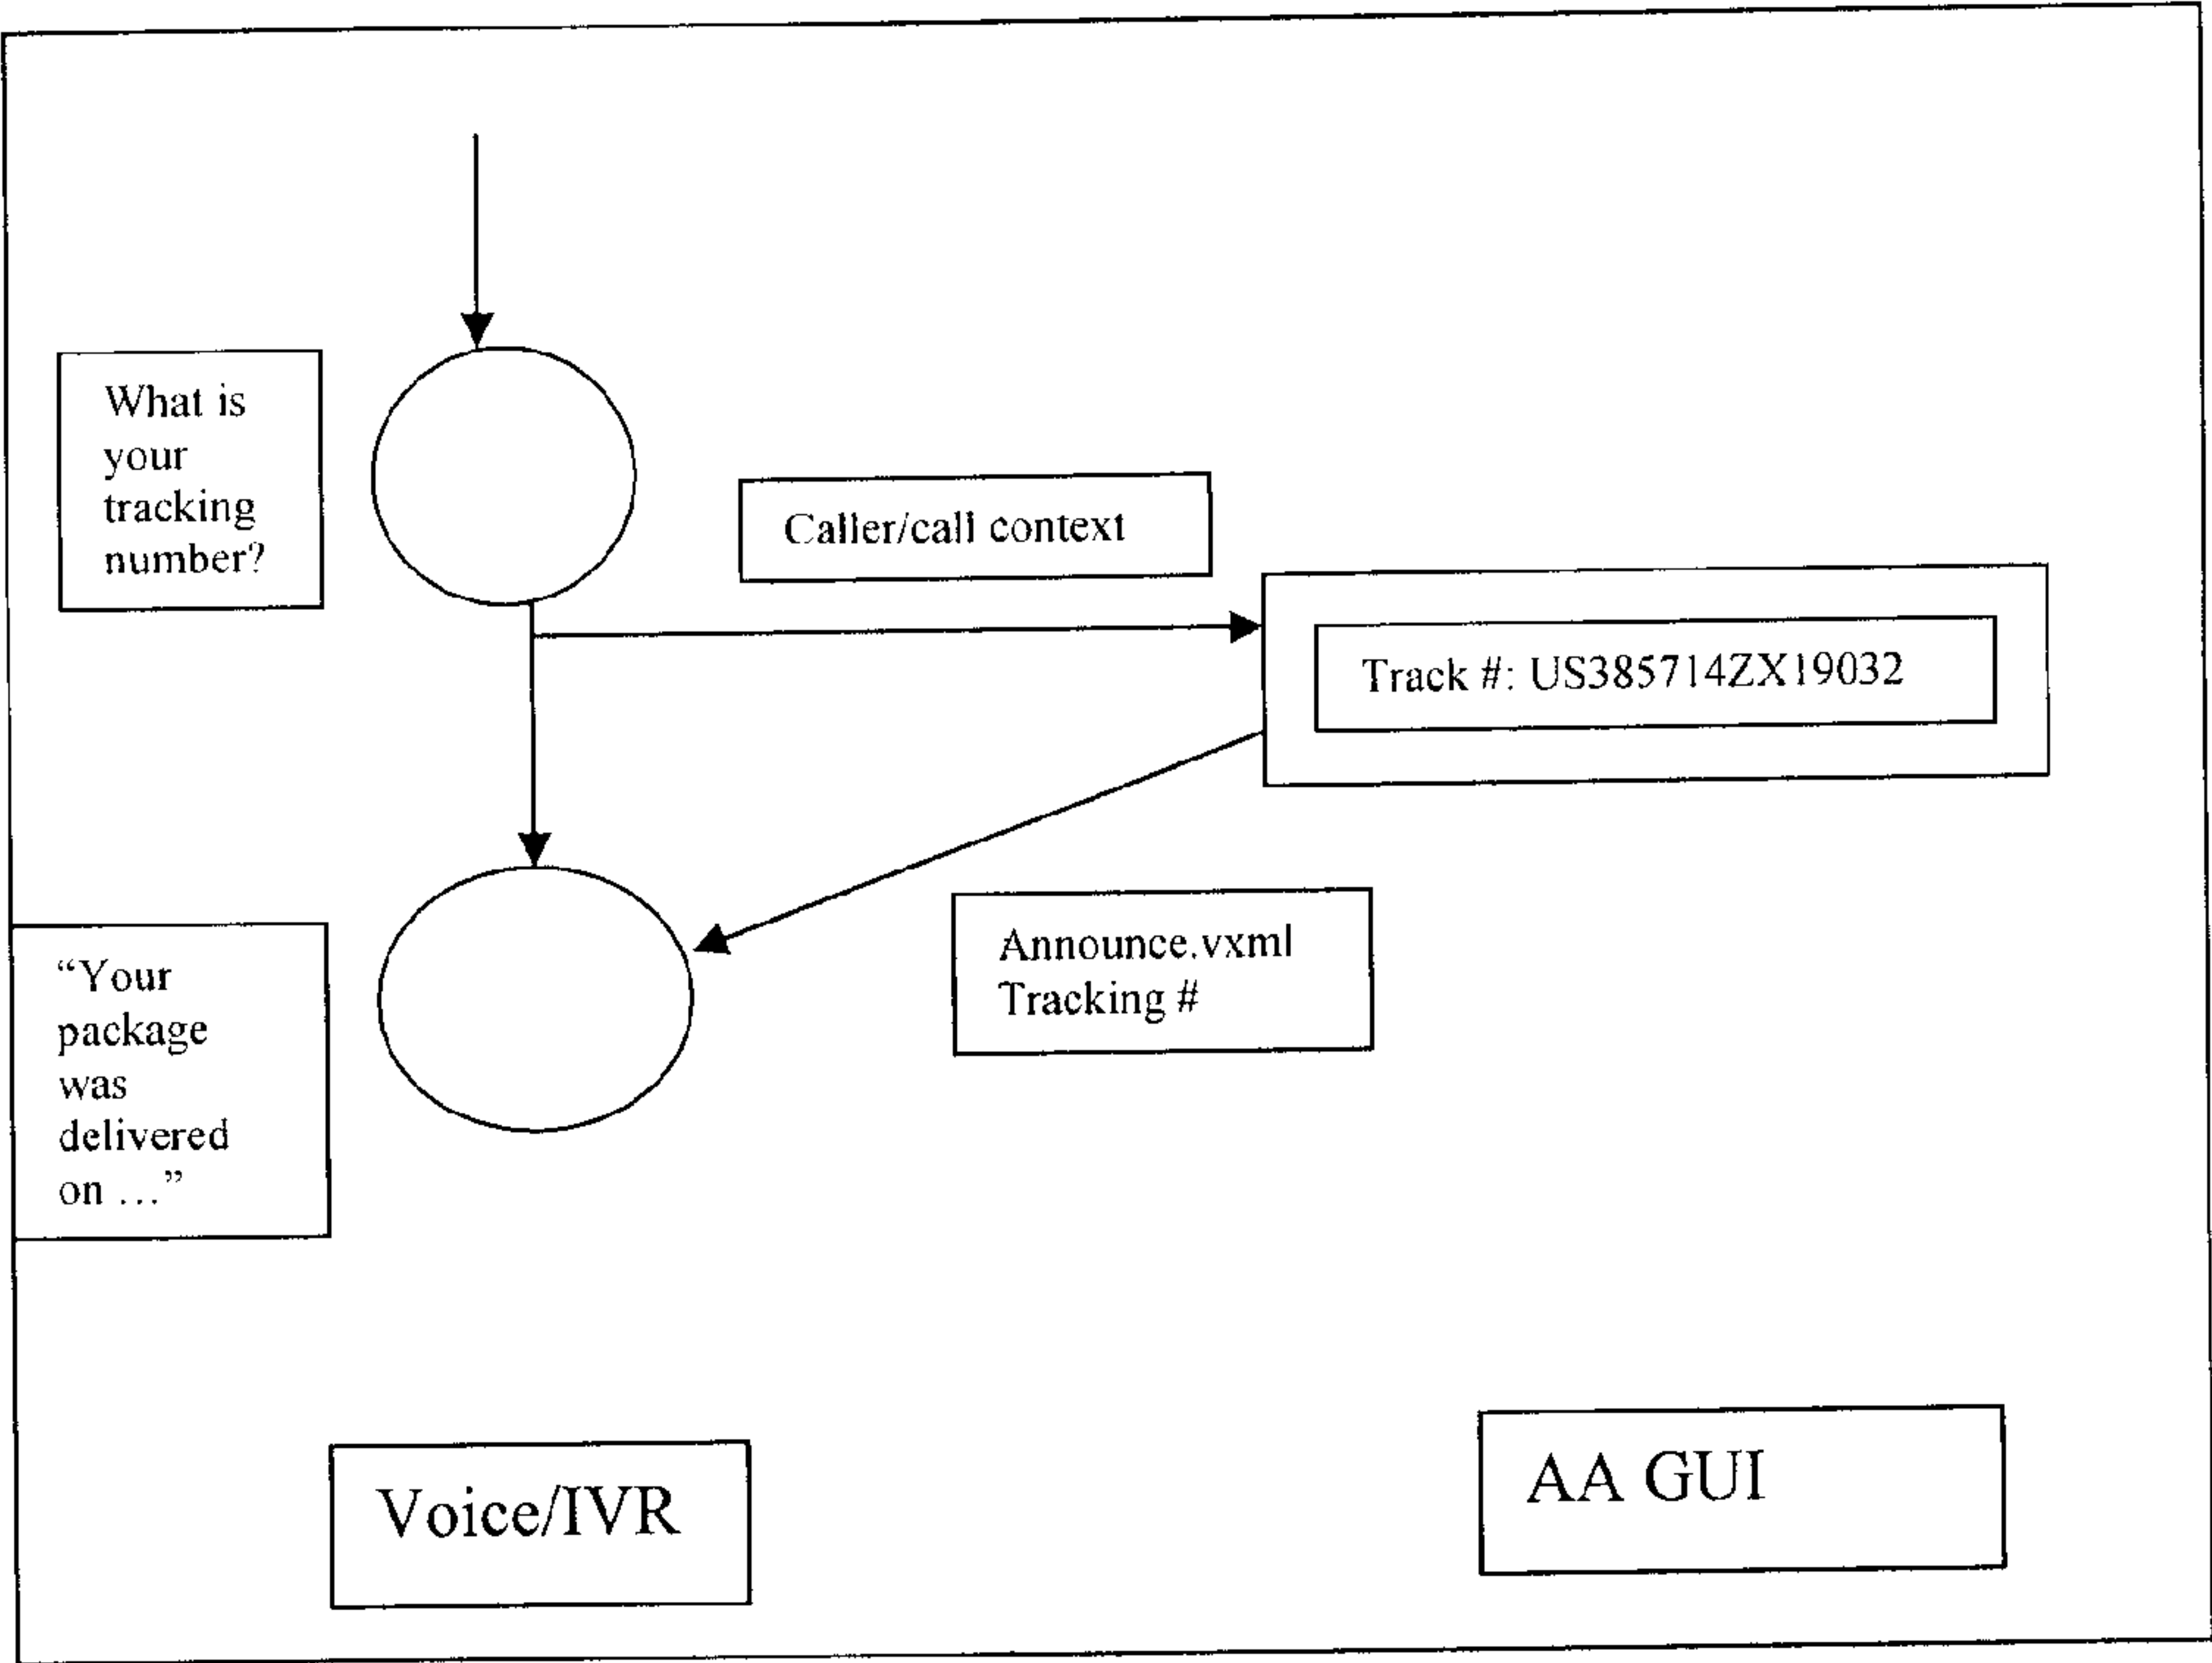 What is
your
tracking
number?
Caller/call context
Track #: US385714ZX19032
Announce.vxml
Tracking #
“Your
package
was
delivered
on …”
Voice/IVR
AA GUI